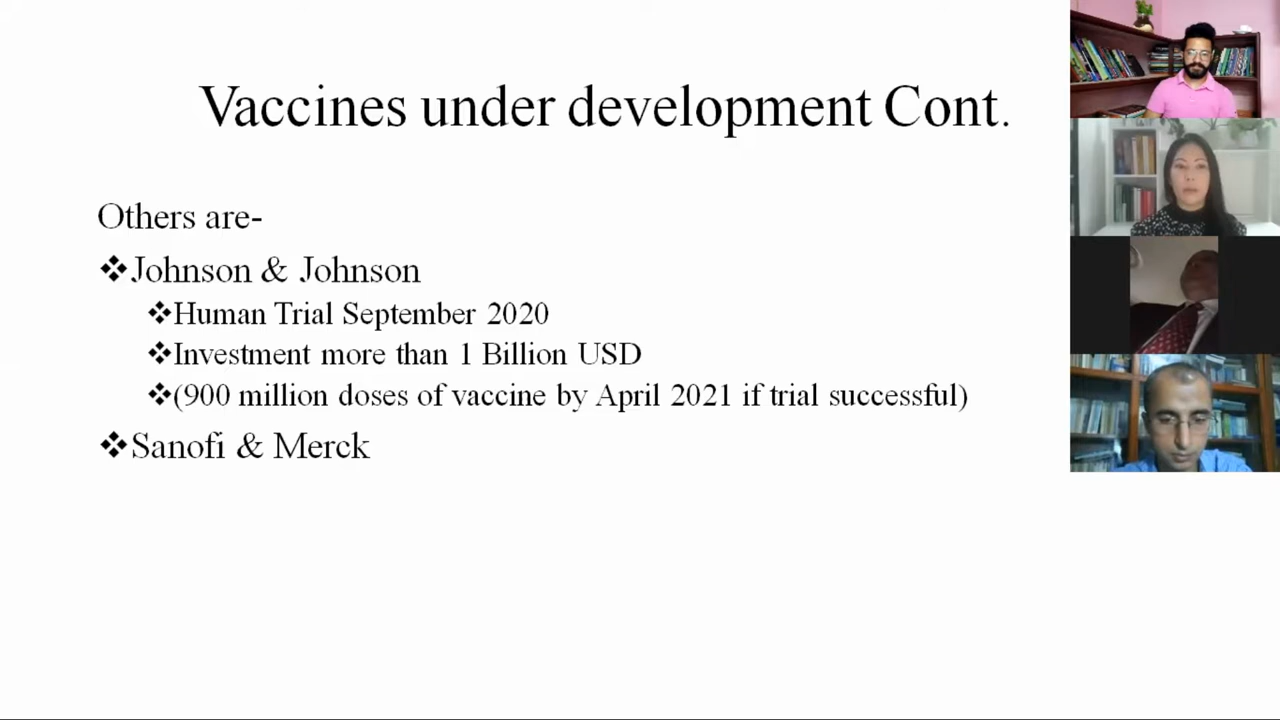 Vaccines under development Cont.
Others are-
❖Johnson & Johnson
❖Human Trial September 2020
❖Investment more than 1 Billion USD
❖(900 million doses of vaccine by April 2021 if trial successful)
❖Sanofi & Merck